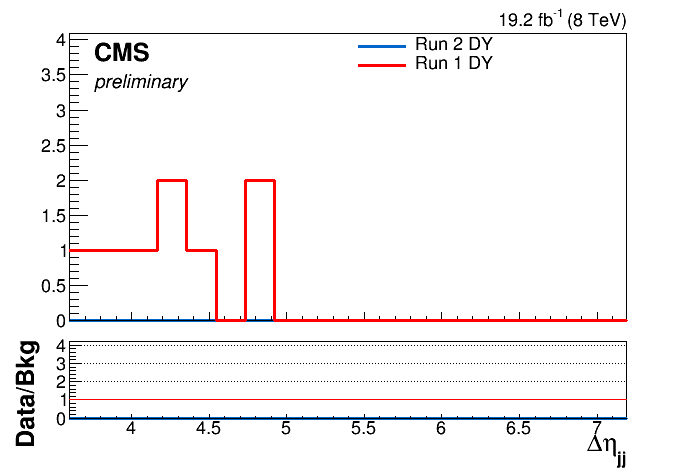 19.2 fb-1 (8 TeV)
CMS
preliminary
Run 2 DY
Run 1 DY
4
3.5
3
2.5
2
1.5
1
0.5
0
Data/Bkg
4
3
2
1
0
4 4.5 5 5.5 6 6.5 7
Δηjj